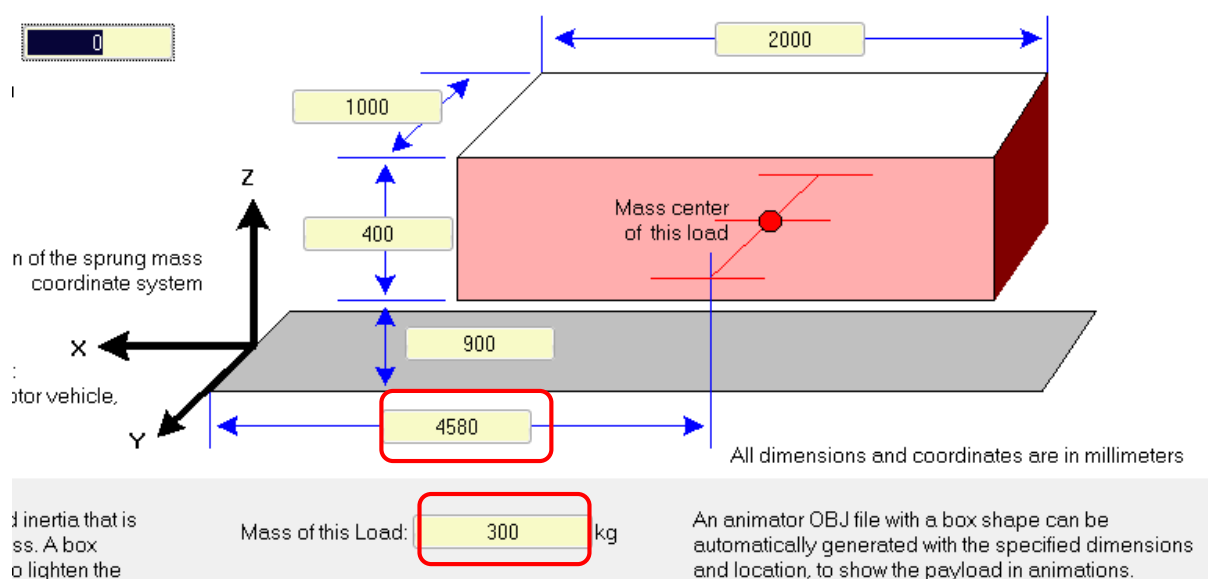 0
2000
1000
Z
Mass center
of this load
400
n of the sprung mass
coordinate system
X
900
otor vehicle,
Y
4580
All dimensions and coordinates are in millimeters
d inertia that is
ss. A box
o lighten the
Mass of this Load: 300 kg
An animator OBJ file with a box shape can be
automatically generated with the specified dimensions
and location, to show the payload in animations.